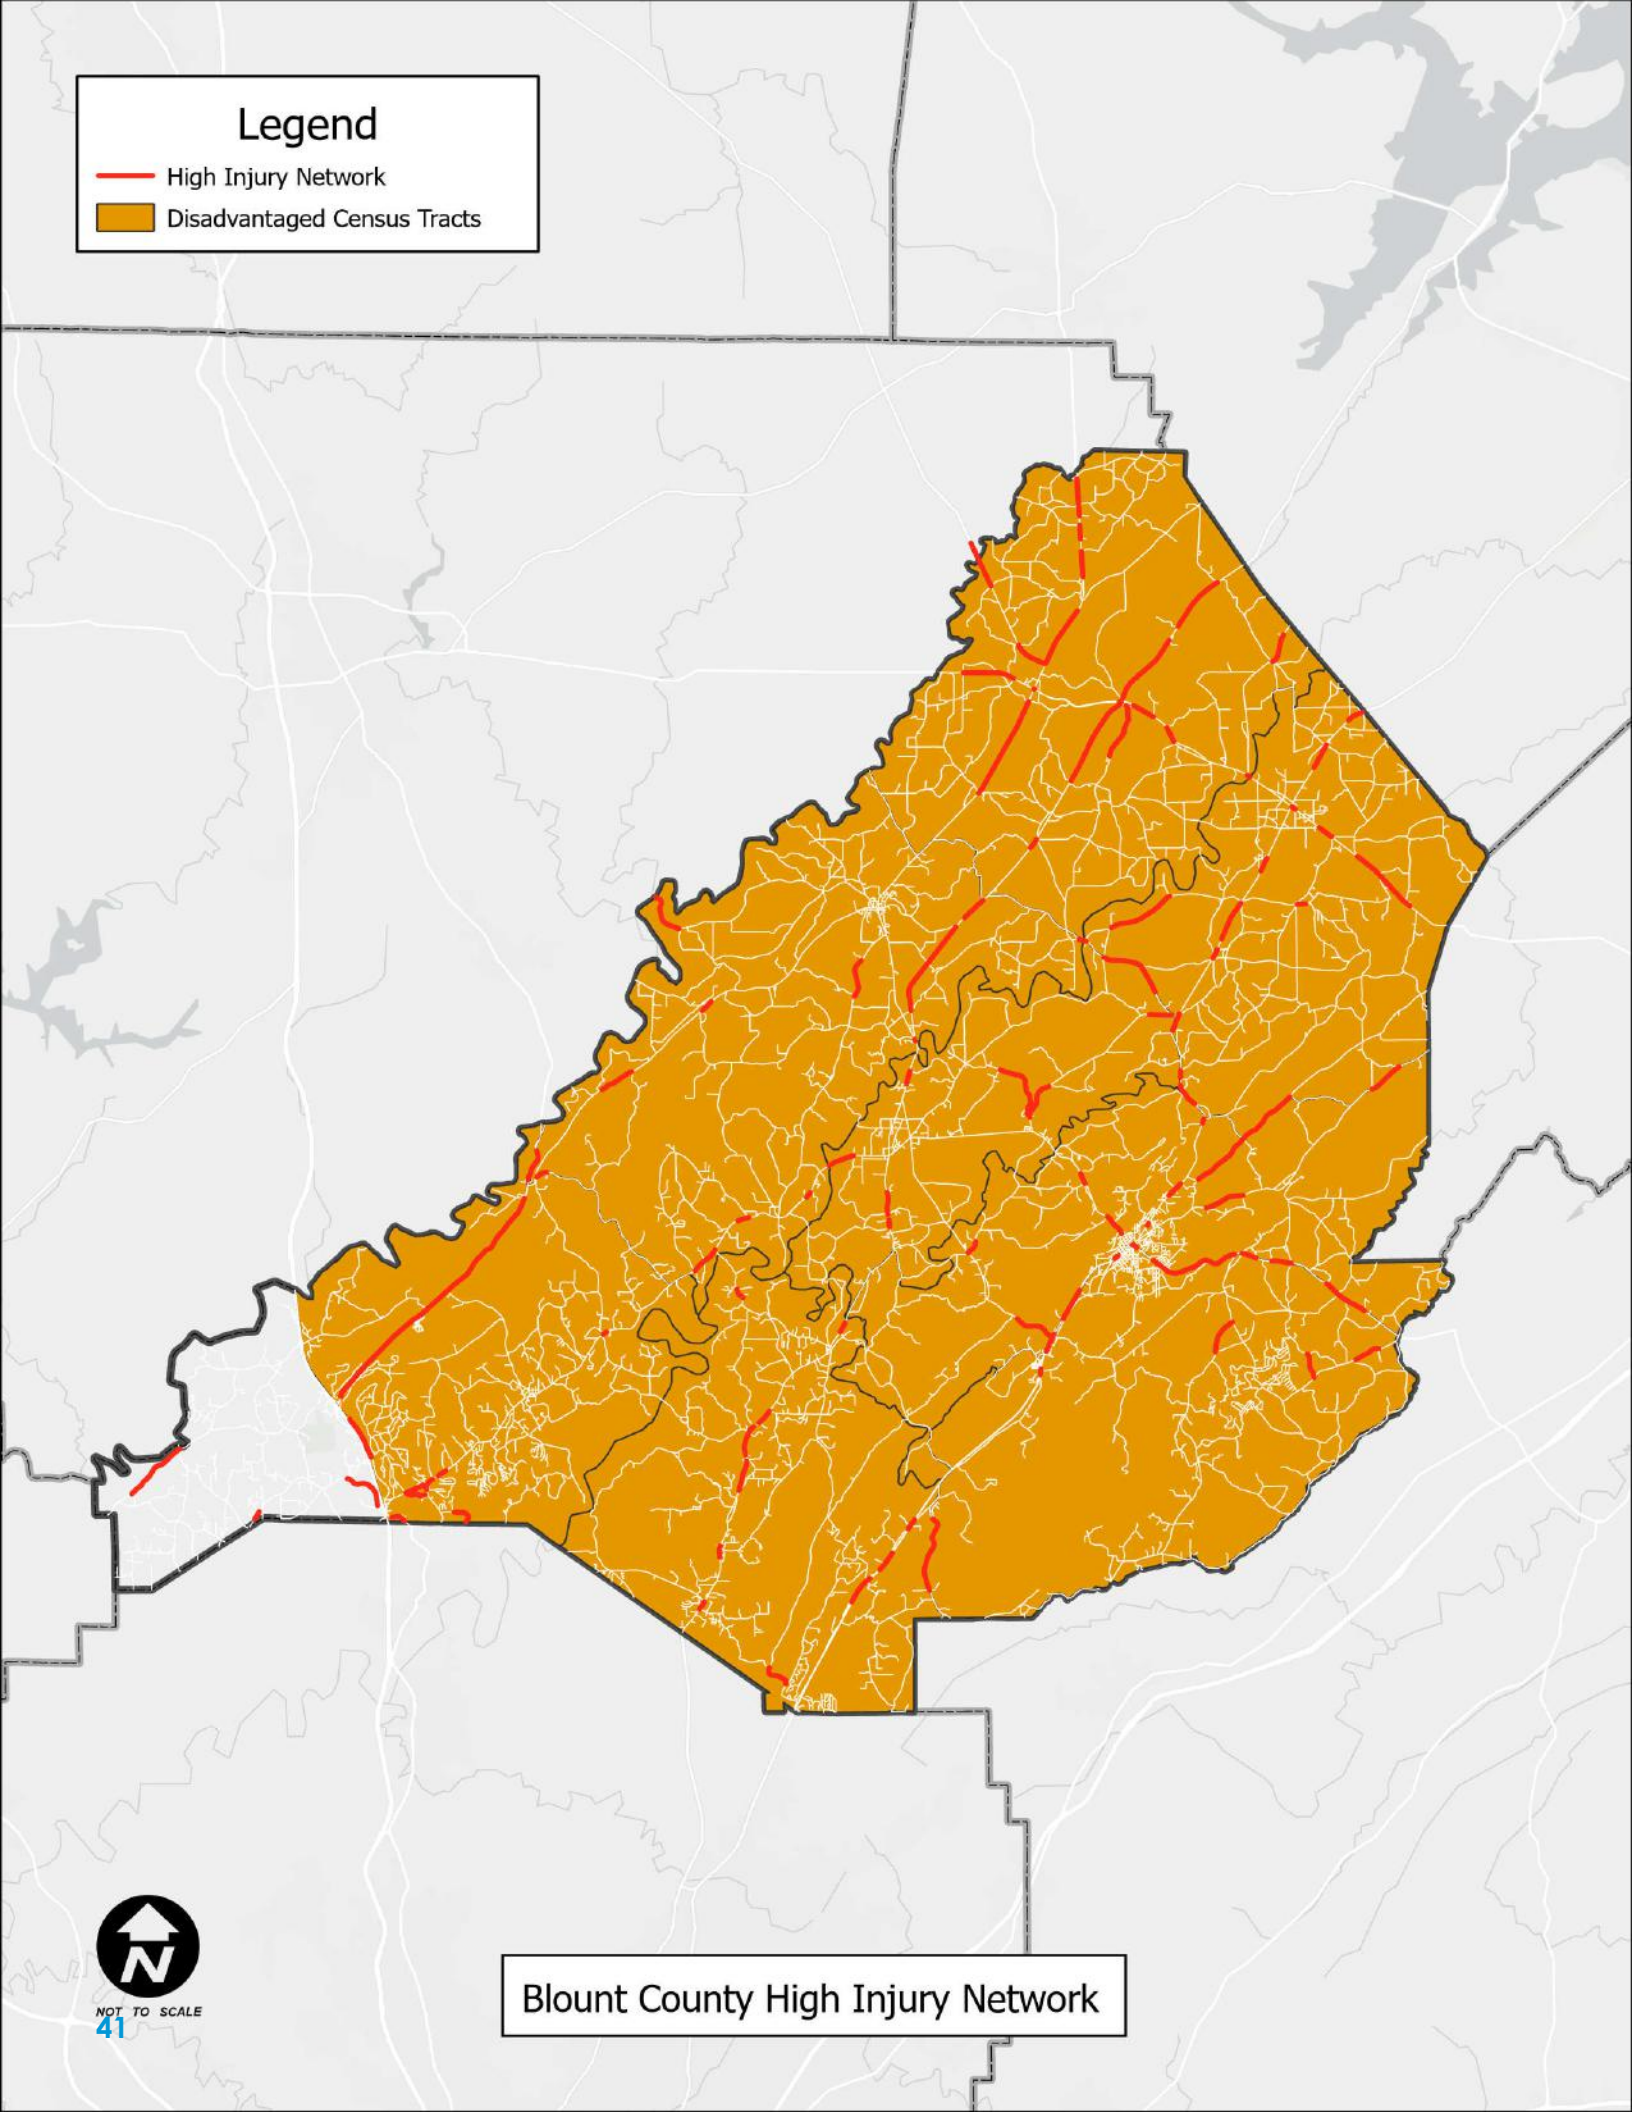 Legend
High Injury Network
Disadvantaged Census Tracts
N
NOT TO SCALE
41
Blount County High Injury Network